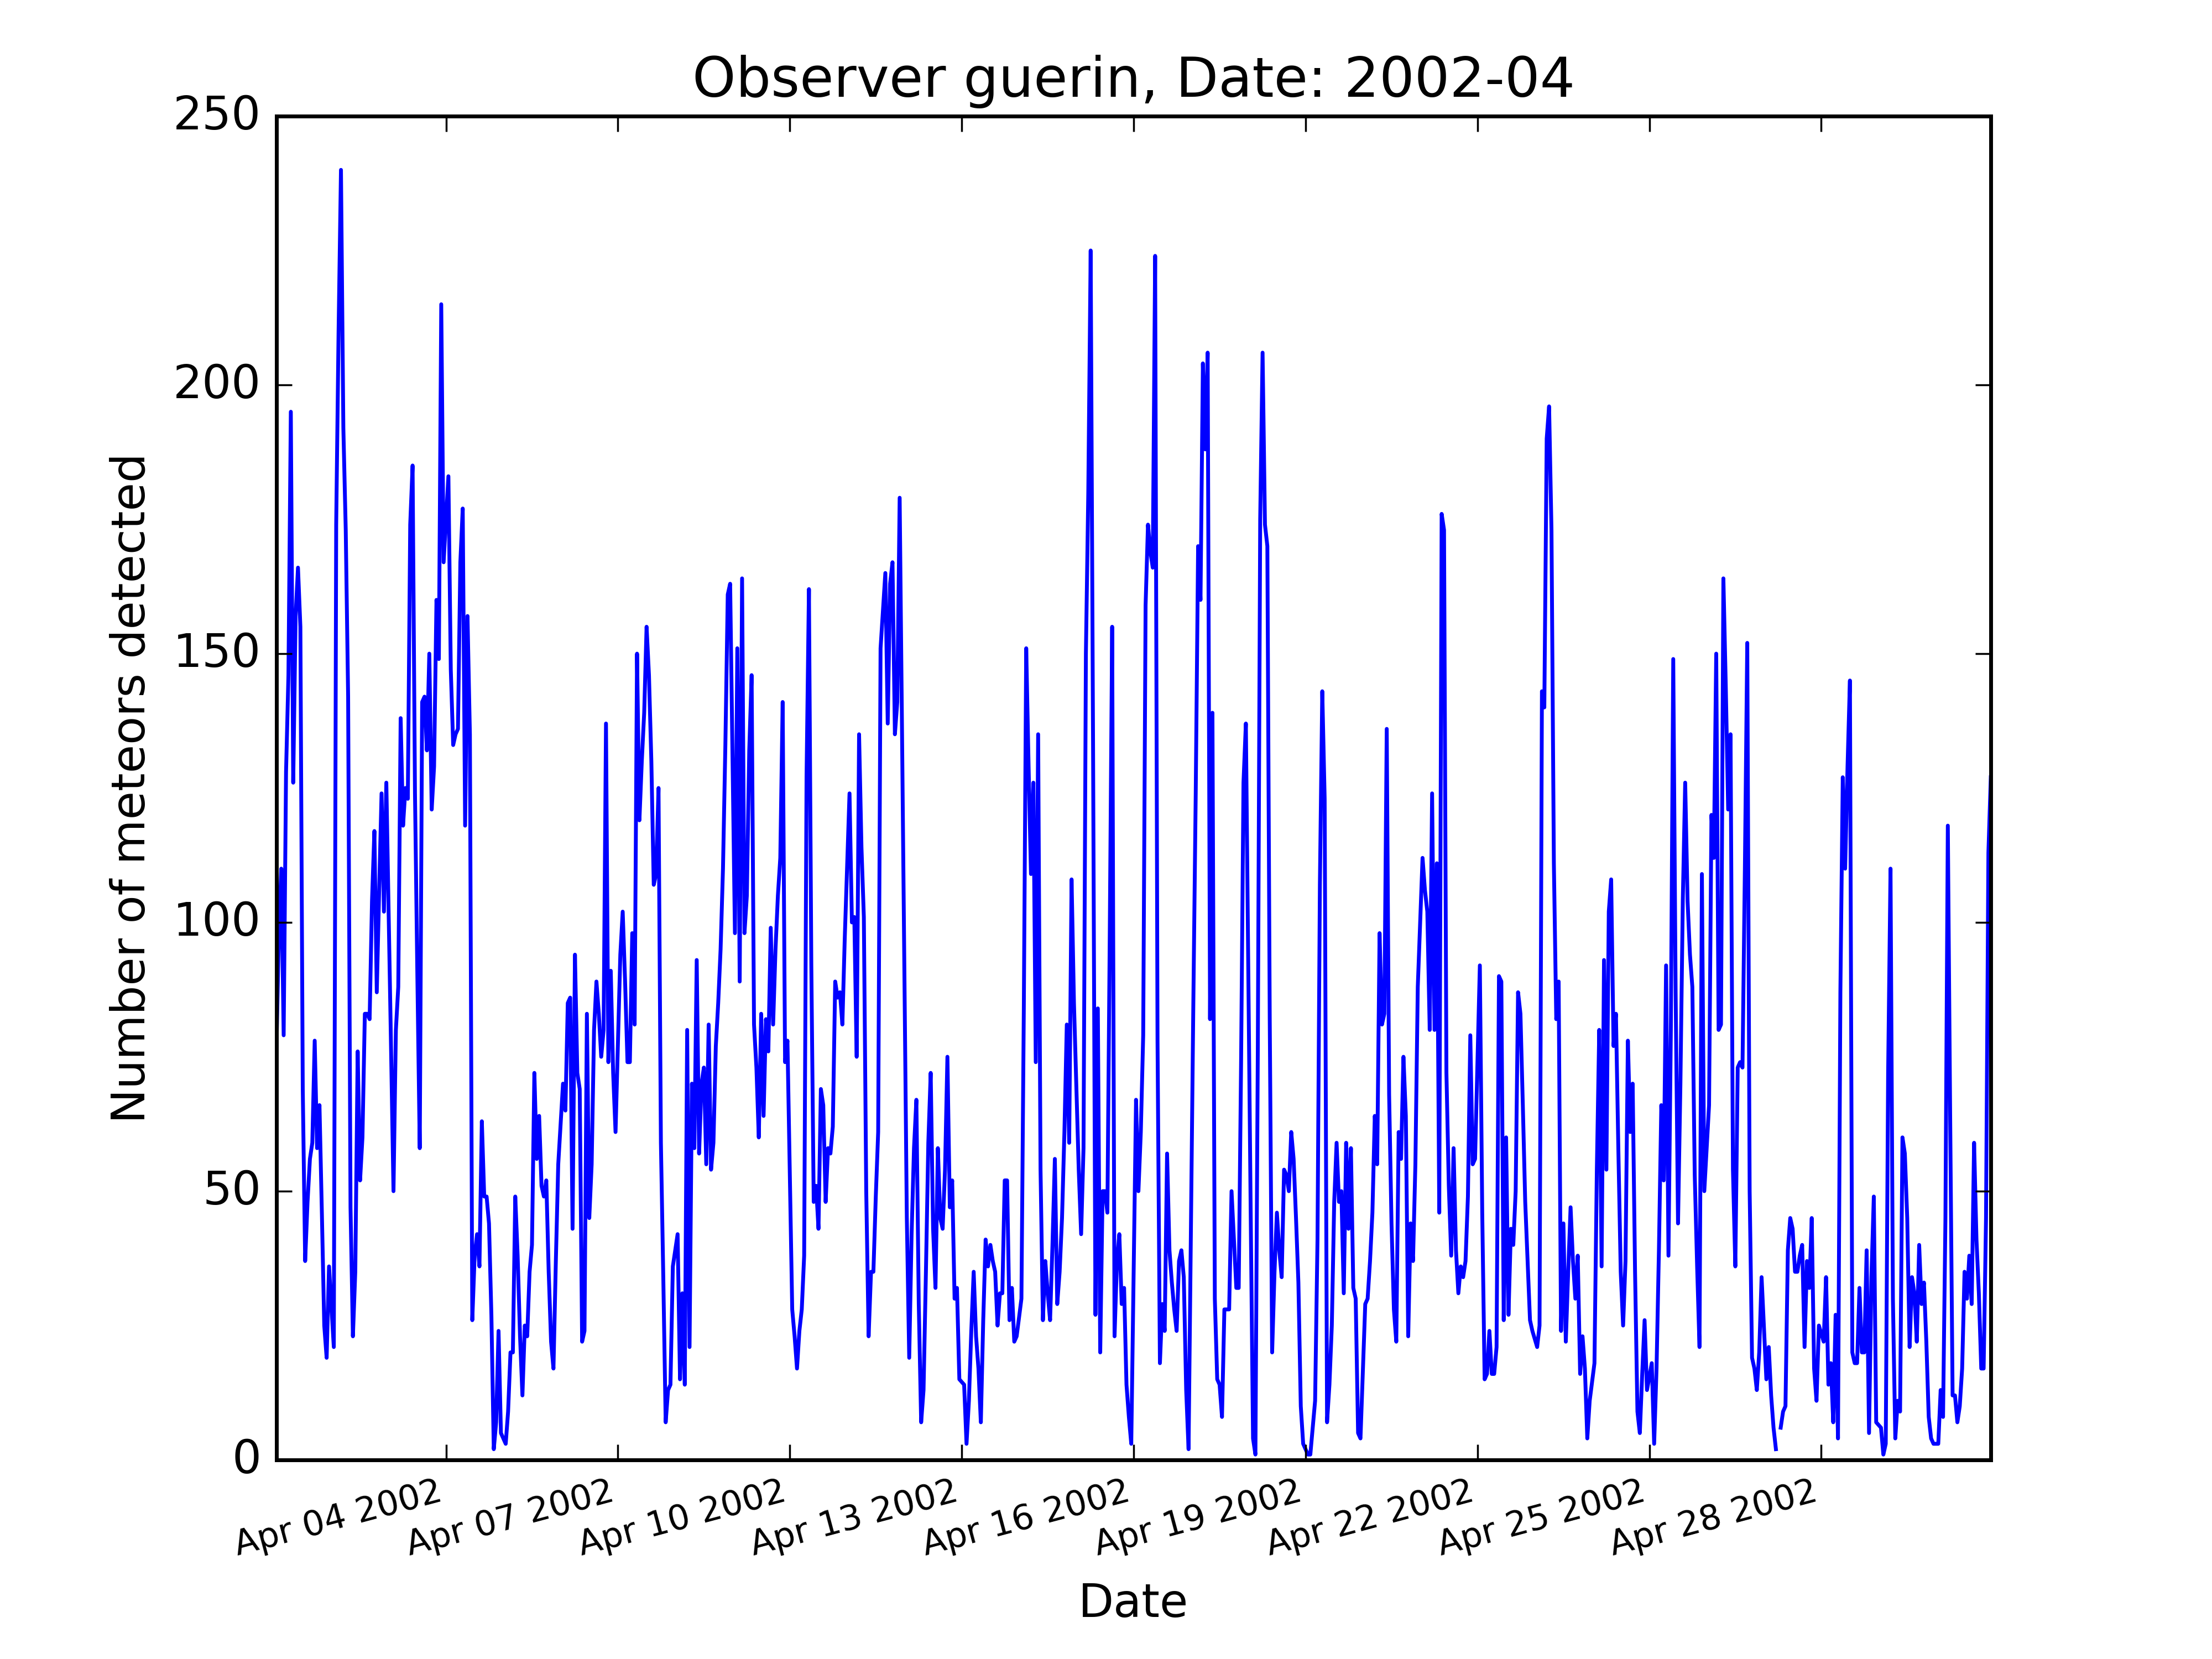 Observer guerin, Date: 2002-04
250
200
150
100
50
0
Number of meteors detected
Apr 04 2002
Apr 07 2002
Apr 10 2002
Apr 13 2002
Apr 16 2002
Apr 19 2002
Apr 22 2002
Apr 25 2002
Apr 28 2002
Date